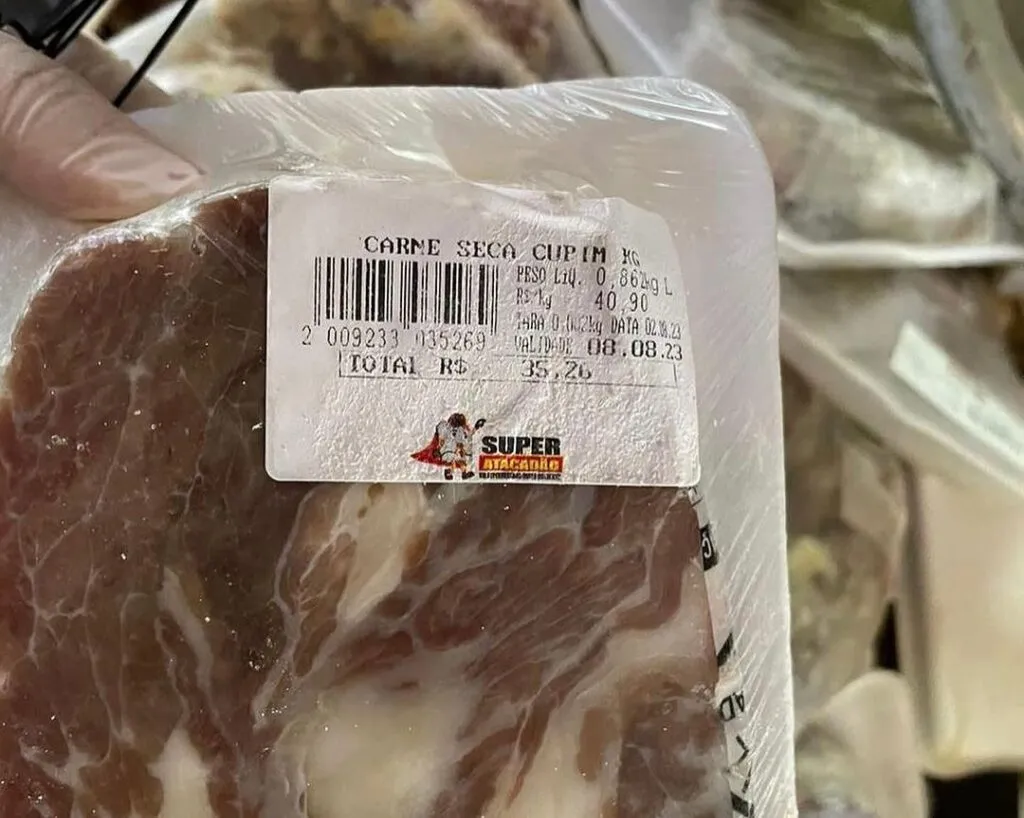 CARNE SECA CUPIM KG
PESO LIQ. 0,862kg L
R$/kg 40,90
TARA 0,002kg DATA 02.08.23
VALIDADE 08.08.23
2 009233 035269
TOTAL R$ 35,26
SUPER
ATACADÃO
AD